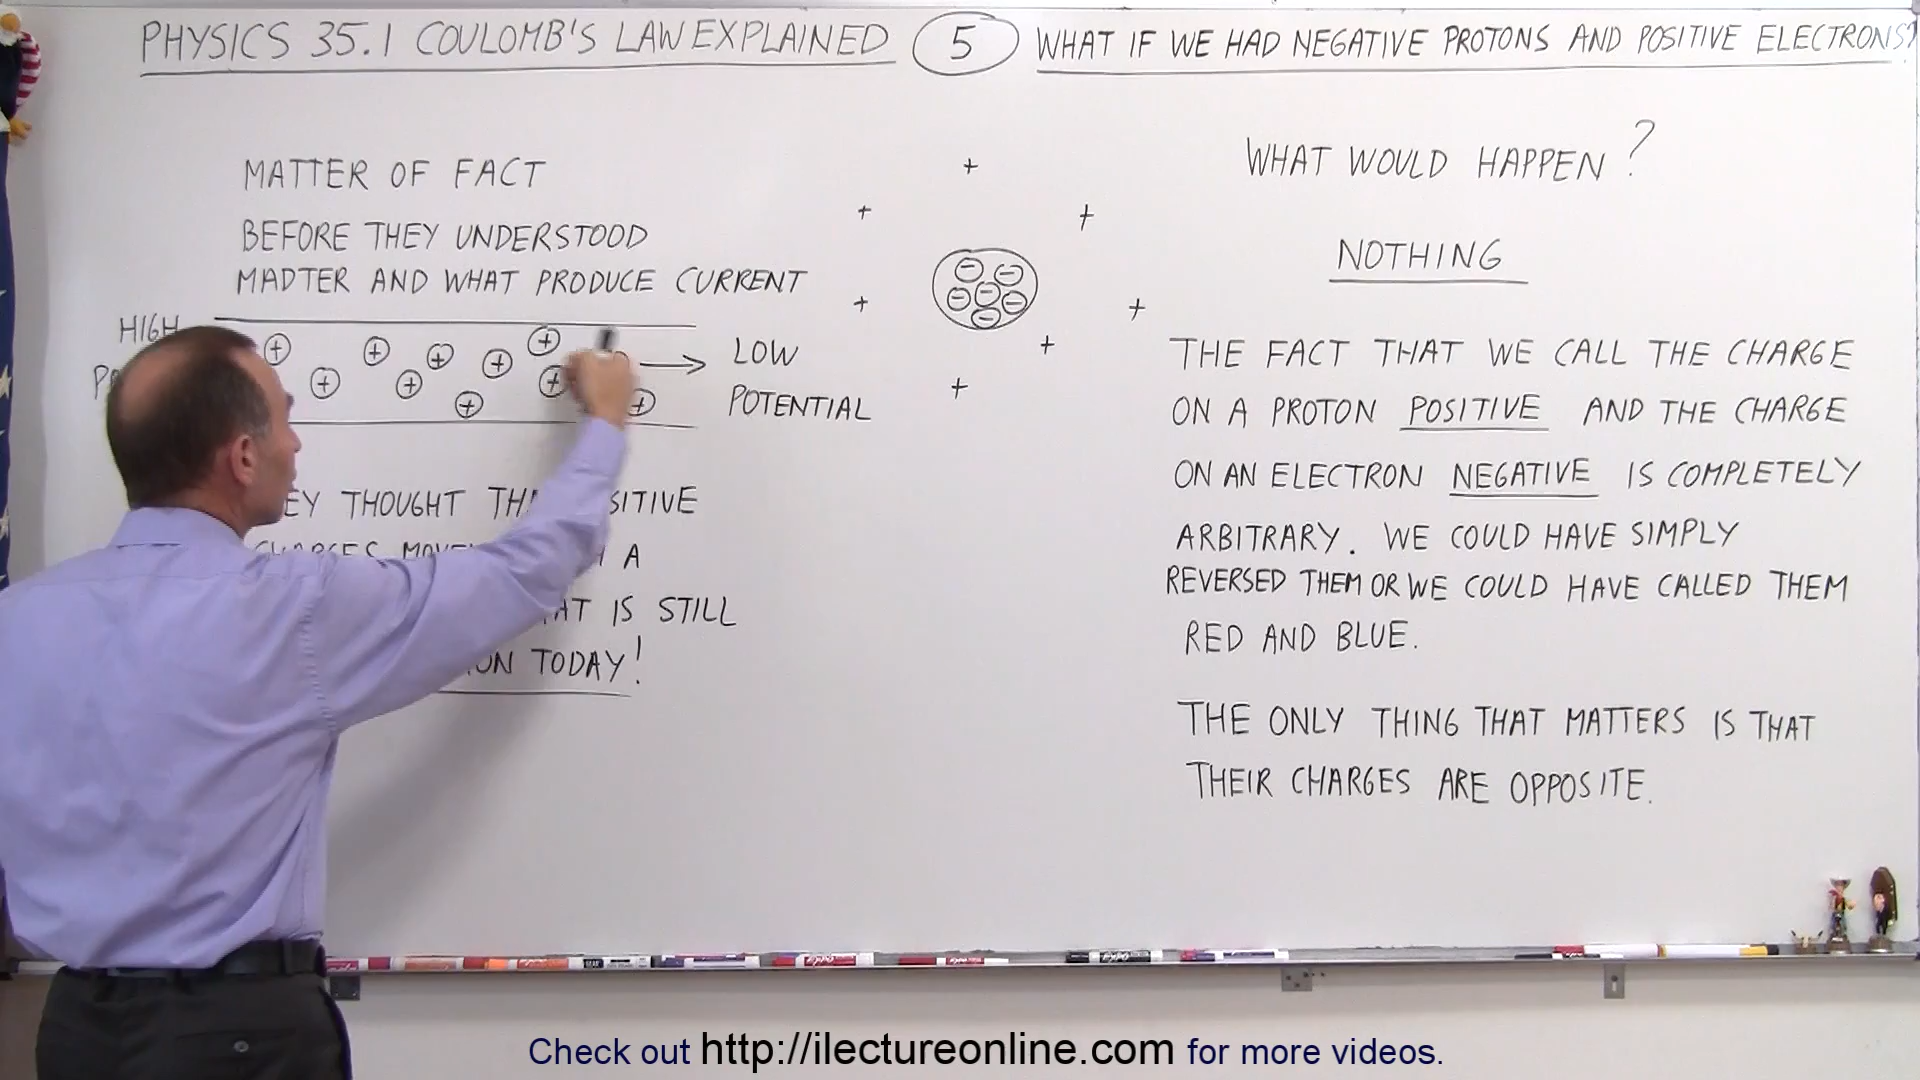 PHYSICS 35.1 COULOMB'S LAW EXPLAINED 5 WHAT IF WE HAD NEGATIVE PROTONS AND POSITIVE ELECTRONS?
MATTER OF FACT
BEFORE THEY UNDERSTOOD
MADTER AND WHAT PRODUCE CURRENT
HIGH
+ + + + + + + + + + +
LOW
POTENTIAL
EY THOUGHT TH SITIVE
CHARGES MOVE A
AT IS STILL
ON TODAY!
+ + + + + + +
- - - - - -
WHAT WOULD HAPPEN?
NOTHING
THE FACT THAT WE CALL THE CHARGE
ON A PROTON POSITIVE AND THE CHARGE
ON AN ELECTRON NEGATIVE IS COMPLETELY
ARBITRARY. WE COULD HAVE SIMPLY
REVERSED THEM OR WE COULD HAVE CALLED THEM
RED AND BLUE.
THE ONLY THING THAT MATTERS IS THAT
THEIR CHARGES ARE OPPOSITE.
Check out http://ilectureonline.com for more videos.